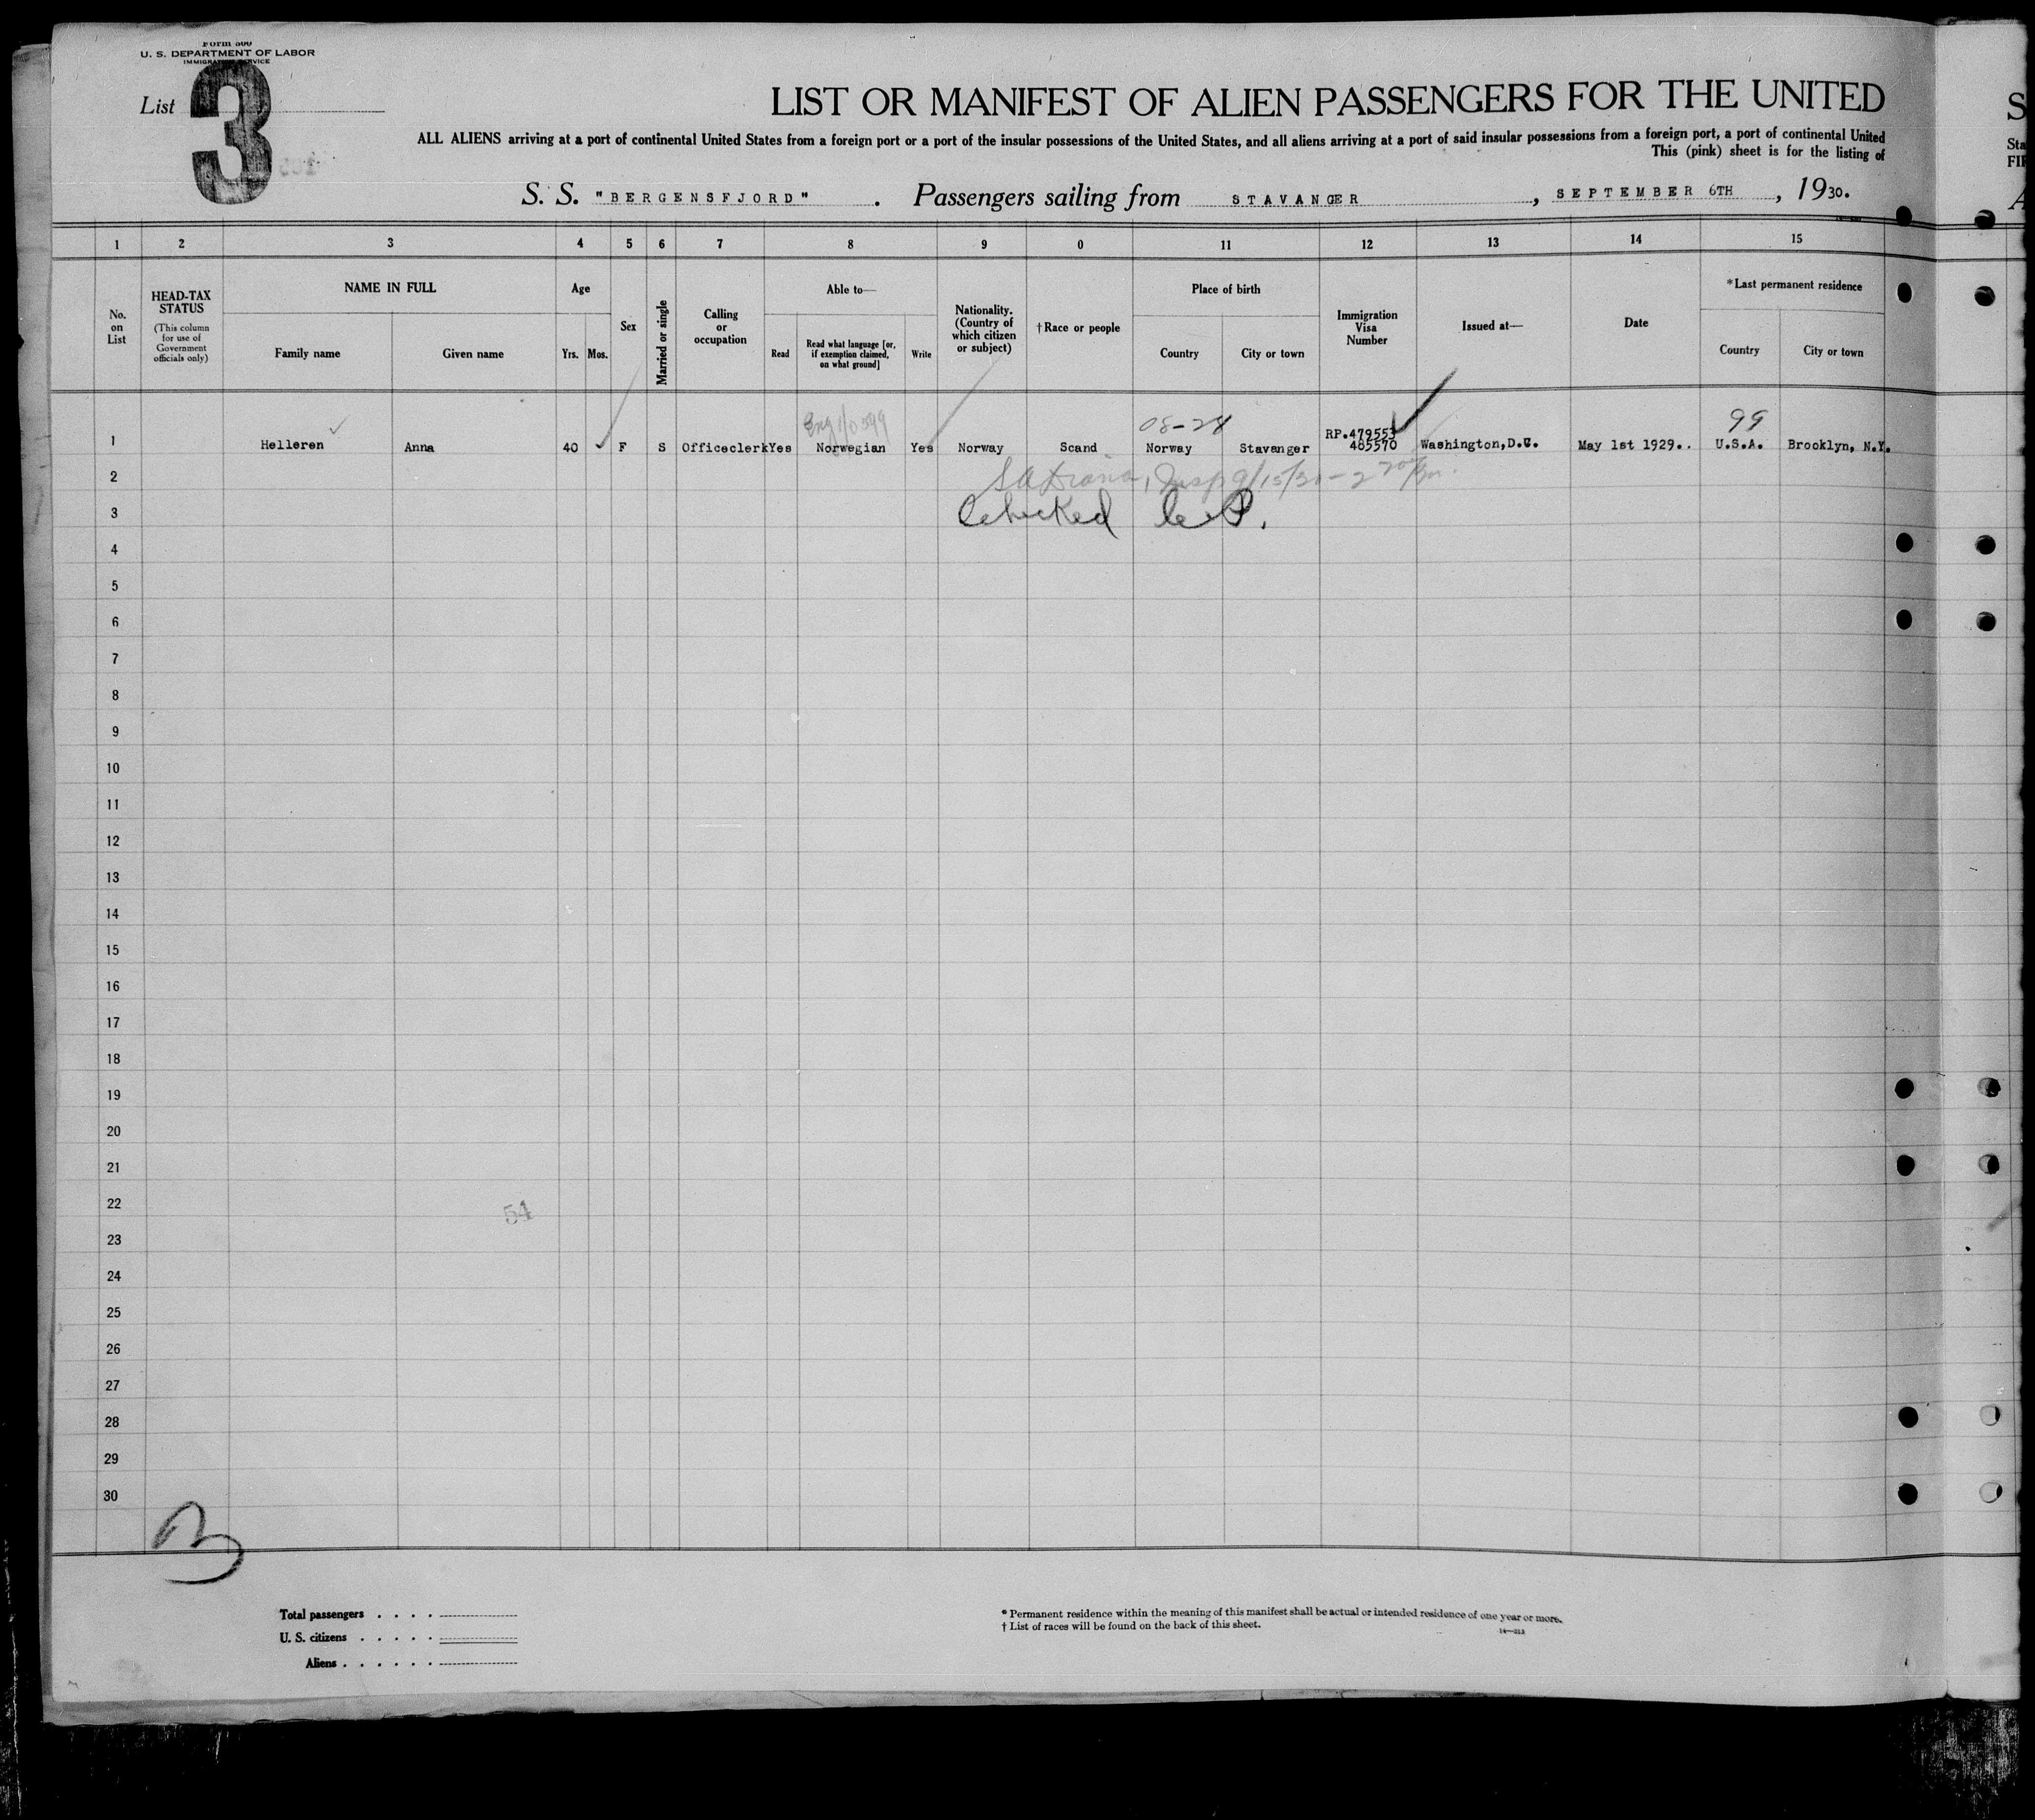 Form 500
U. S. DEPARTMENT OF LABOR
IMMIGRATION SERVICE
List 3
LIST OR MANIFEST OF ALIEN PASSENGERS FOR THE UNITED
ALL ALIENS arriving at a port of continental United States from a foreign port or a port of the insular possessions of the United States, and all aliens arriving at a port of said insular possessions from a foreign port, a port of continental United
This (pink) sheet is for the listing of
S. S. "BERGENSFJORD" . Passengers sailing from STAVANGER , SEPTEMBER 6TH , 1930.
1 2 3 4 5 6 7 8 9 0 11 12 13 14 15
No. on List
HEAD-TAX STATUS
(This column for use of Government officials only)
NAME IN FULL
Family name
Given name
Age
Yrs.
Mos.
Sex
Married or single
Calling or occupation
Able to—
Read
Read what language [or, if exemption claimed, on what ground]
Write
Nationality. (Country of which citizen or subject)
†Race or people
Place of birth
Country
City or town
Immigration Visa Number
Issued at—
Date
*Last permanent residence
Country
City or town
08-28
99
1 Helleren Anna 40 F S Officeclerk Yes Norwegian Yes Norway Scand Norway Stavanger RP.479553 485570 Washington,D.C. May 1st 1929.. U.S.A. Brooklyn, N.Y.
2
3 Checked
4
5
6
7
8
9
10
11
12
13
14
15
16
17
18
19
20
21
22
54
23
24
25
26
27
28
29
30
Total passengers . . . .
U. S. citizens . . . . .
Aliens . . . . . .
* Permanent residence within the meaning of this manifest shall be actual or intended residence of one year or more.
† List of races will be found on the back of this sheet.
S
Sta
FIR
A